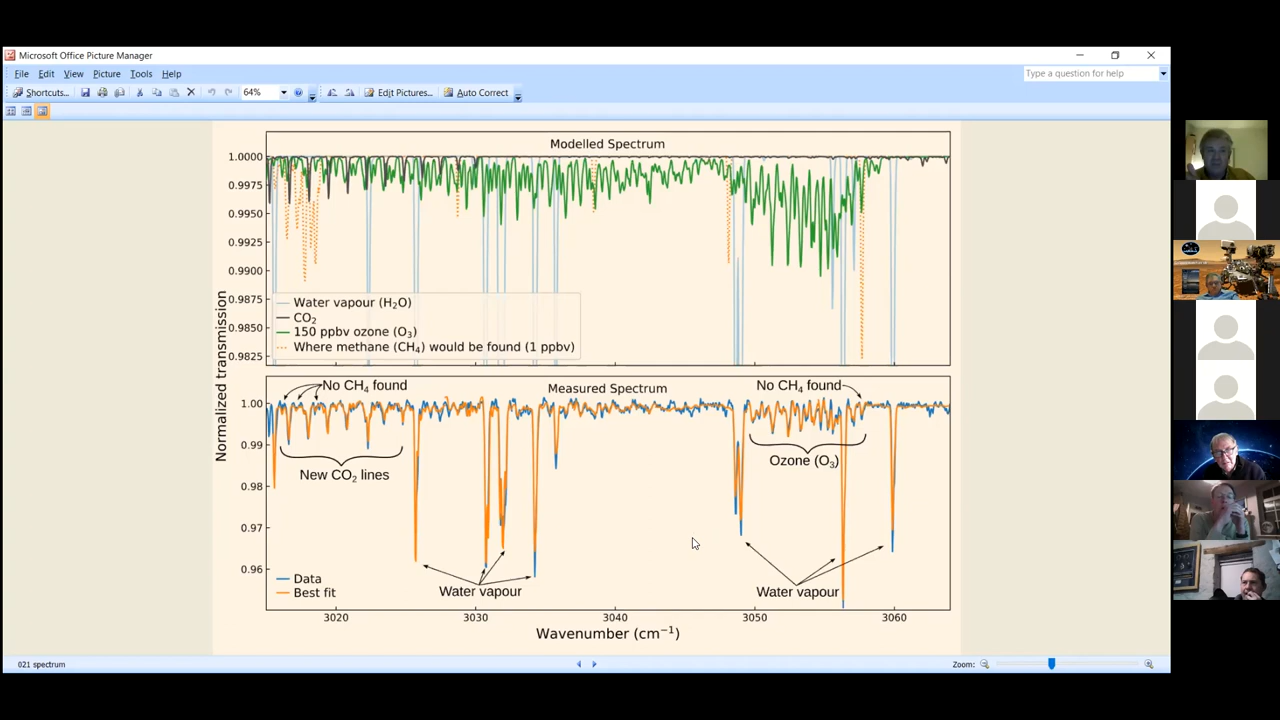 Microsoft Office Picture Manager
File Edit View Picture Tools Help
Type a question for help
Shortcuts... 64% Edit Pictures... Auto Correct
Modelled Spectrum
1.0000
0.9975
0.9950
0.9925
0.9900
0.9875
0.9850
0.9825
Water vapour (H₂O)
CO₂
150 ppbv ozone (O₃)
Where methane (CH₄) would be found (1 ppbv)
Normalized transmission
Measured Spectrum
No CH₄ found
No CH₄ found
1.00
0.99
0.98
0.97
0.96
New CO₂ lines
Ozone (O₃)
Water vapour
Water vapour
Data
Best fit
3020 3030 3040 3050 3060
Wavenumber (cm⁻¹)
021 spectrum
Zoom: